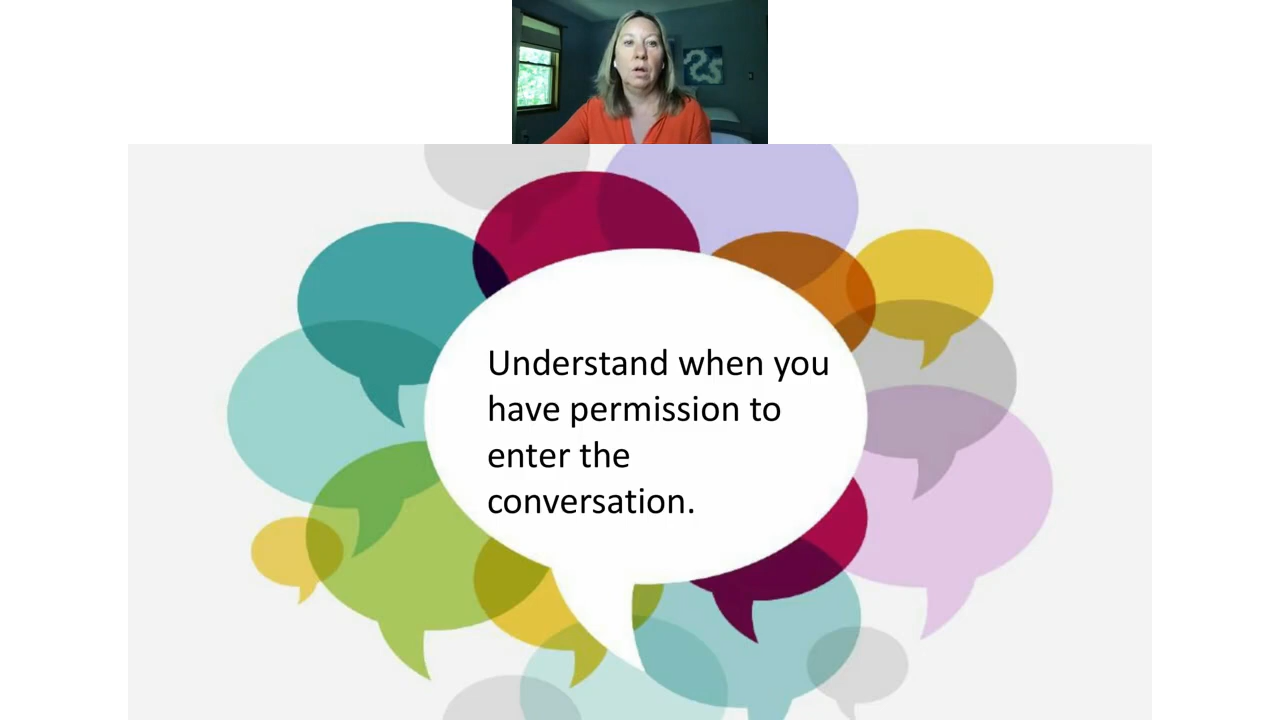 Understand when you
have permission to
enter the
conversation.